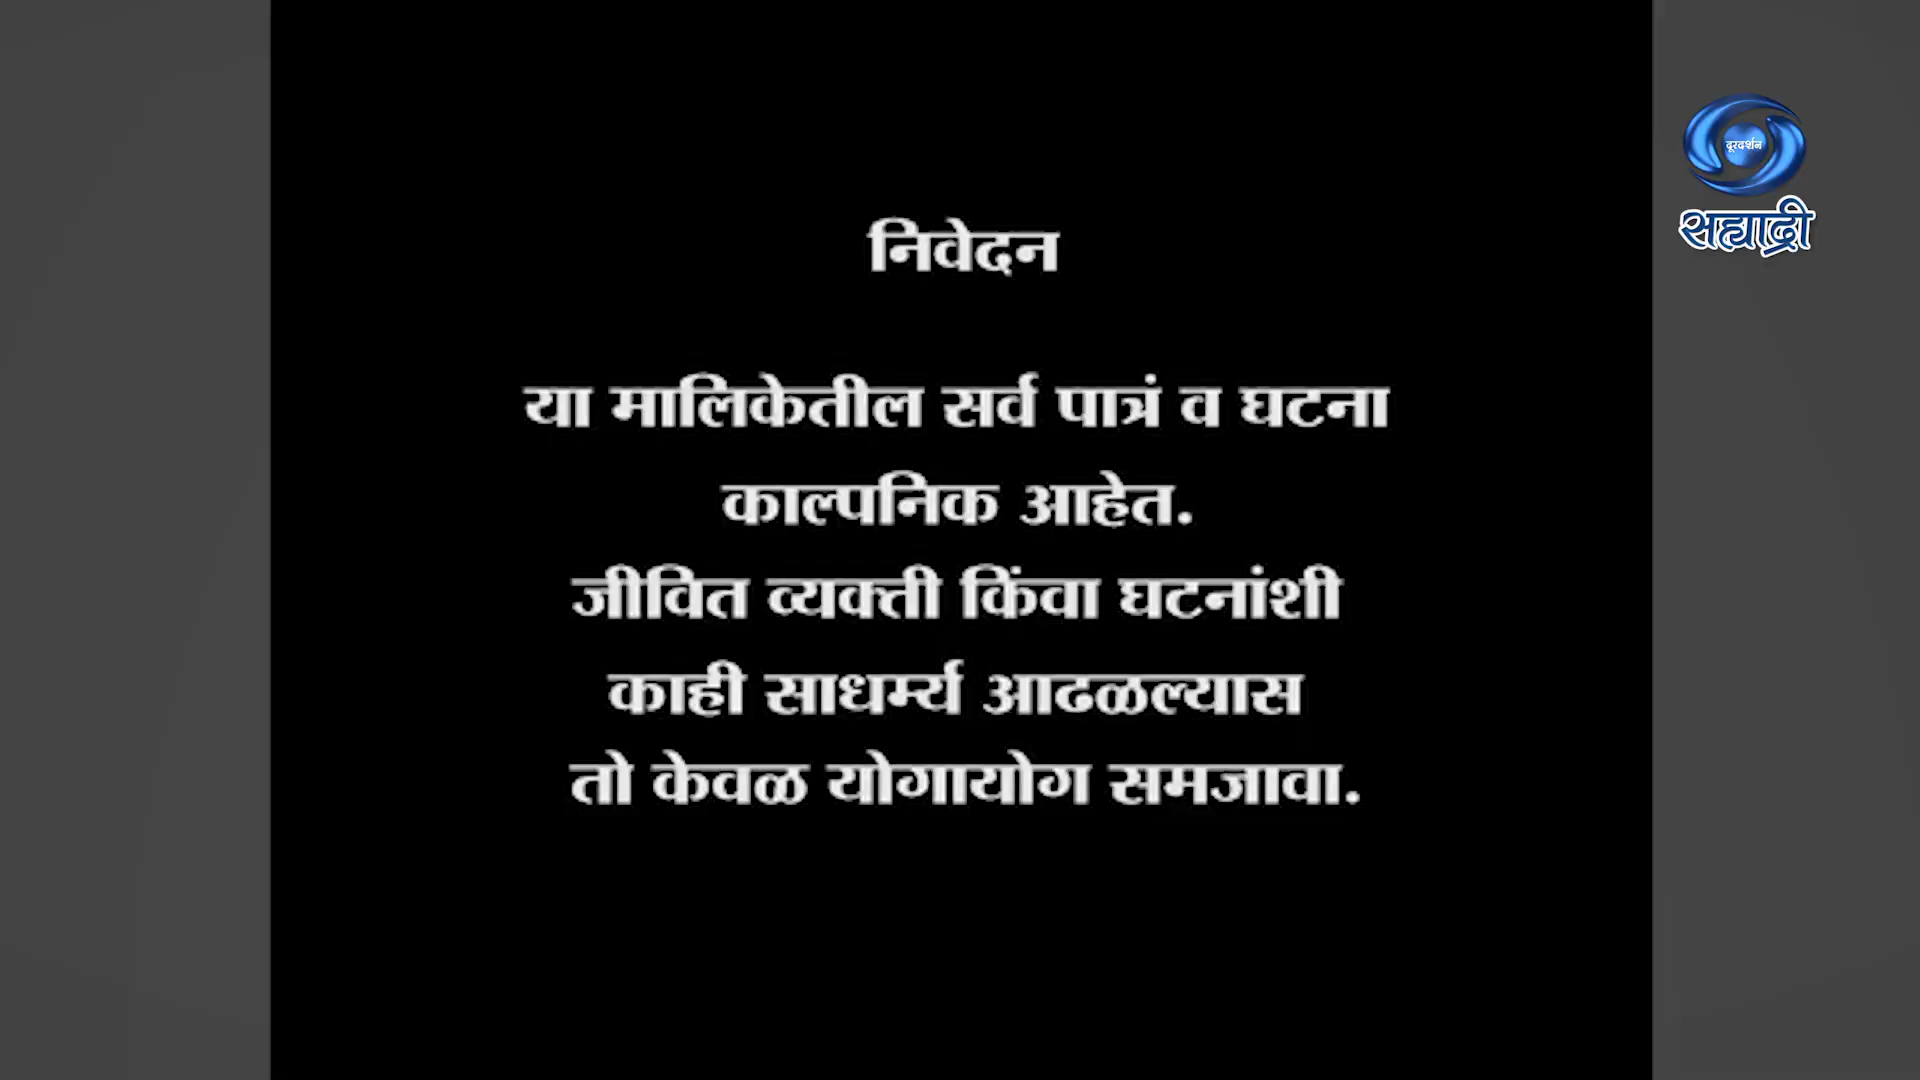 दूरदर्शन
सह्याद्री
निवेदन
या मालिकेतील सर्व पात्रं व घटना
काल्पनिक आहेत.
जीवित व्यक्ती किंवा घटनांशी
काही साधर्म्य आढळल्यास
तो केवळ योगायोग समजावा.